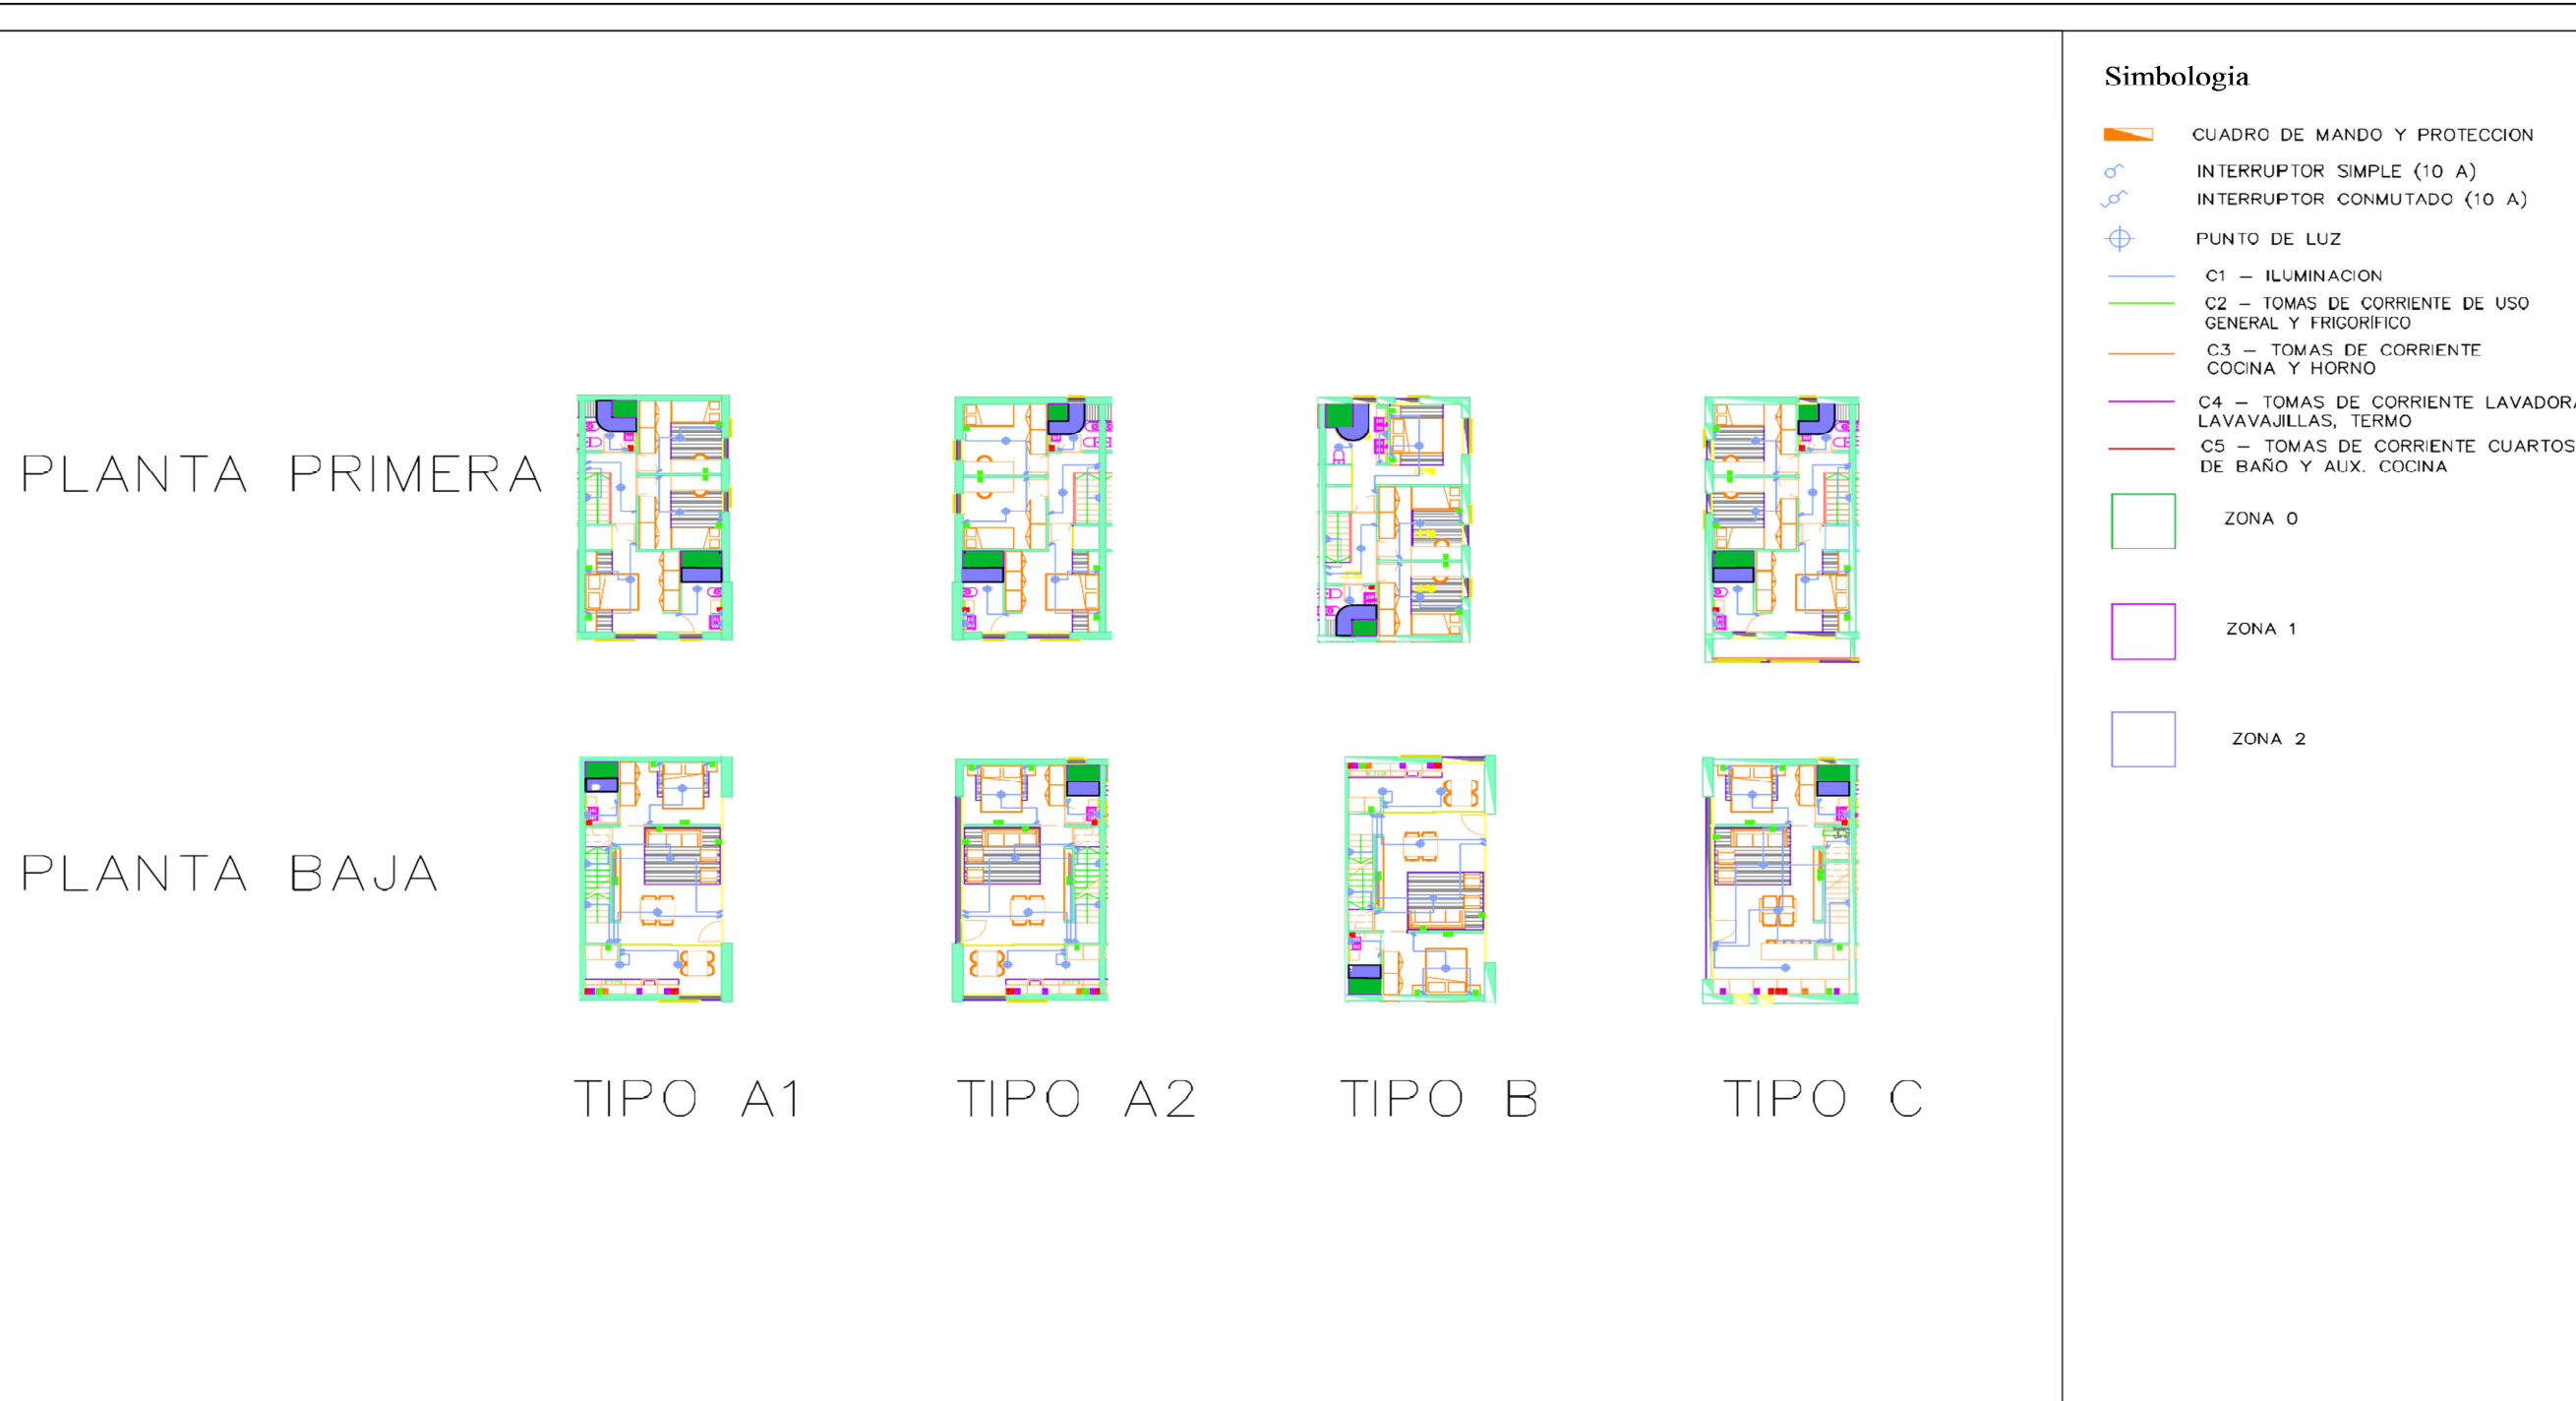 Simbologia
CUADRO DE MANDO Y PROTECCION
INTERRUPTOR SIMPLE (10 A)
INTERRUPTOR CONMUTADO (10 A)
PUNTO DE LUZ
C1 – ILUMINACION
C2 – TOMAS DE CORRIENTE DE USO
GENERAL Y FRIGORÍFICO
C3 – TOMAS DE CORRIENTE
COCINA Y HORNO
C4 – TOMAS DE CORRIENTE LAVADORA
LAVAVAJILLAS, TERMO
C5 – TOMAS DE CORRIENTE CUARTOS
DE BAÑO Y AUX. COCINA
ZONA 0
ZONA 1
ZONA 2
PLANTA PRIMERA
PLANTA BAJA
TIPO A1
TIPO A2
TIPO B
TIPO C